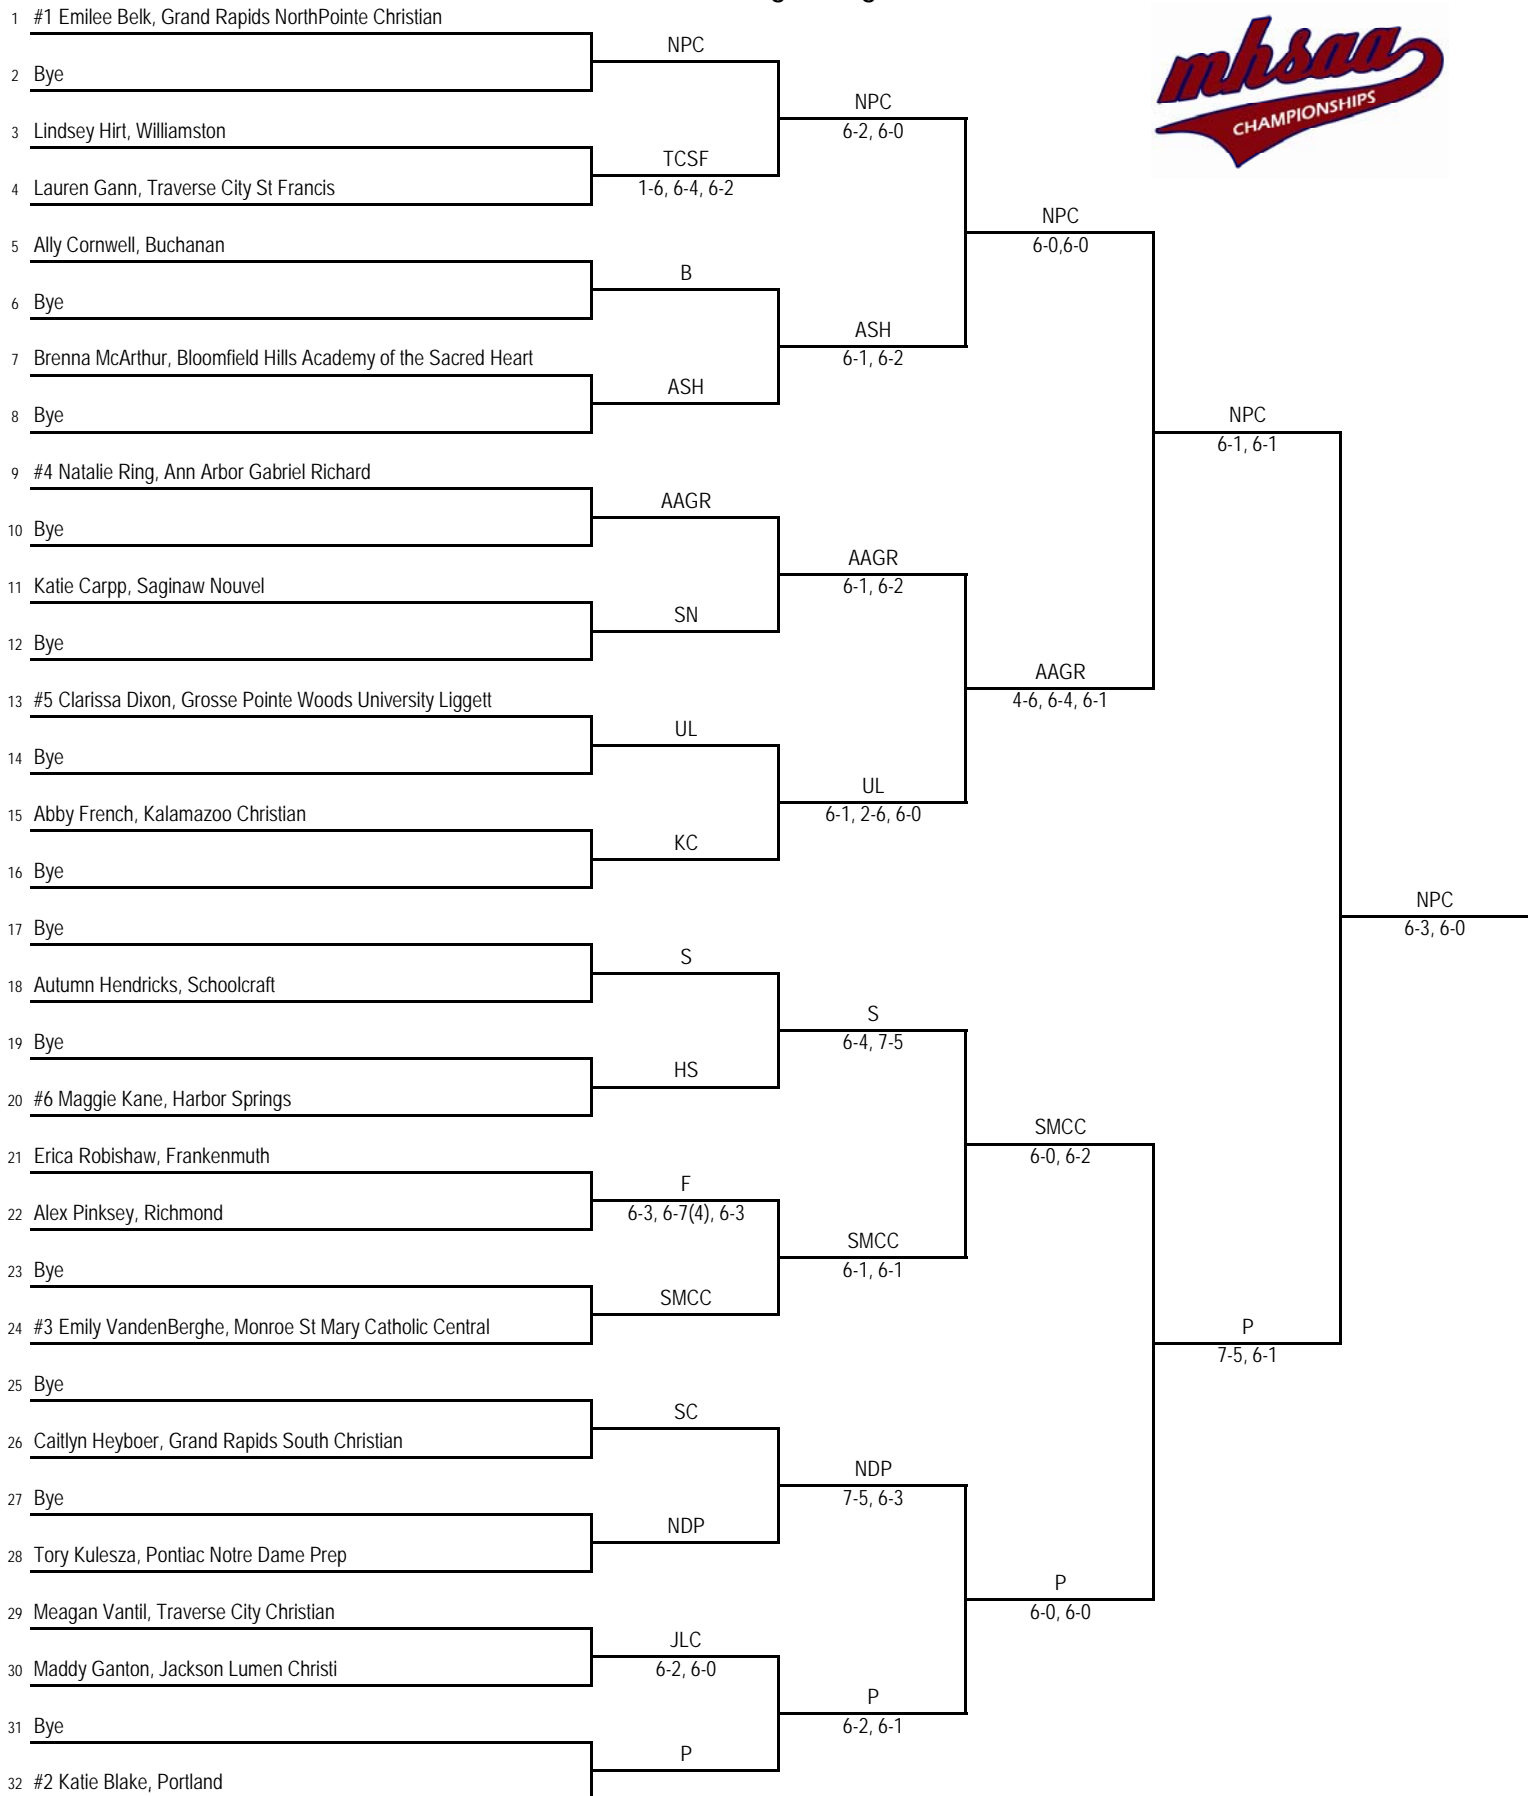 1 #1 Emilee Belk, Grand Rapids NorthPointe Christian
NPC
2 Bye
NPC
6-2, 6-0
3 Lindsey Hirt, Williamston
TCSF
1-6, 6-4, 6-2
4 Lauren Gann, Traverse City St Francis
NPC
6-0,6-0
5 Ally Cornwell, Buchanan
B
6 Bye
ASH
6-1, 6-2
7 Brenna McArthur, Bloomfield Hills Academy of the Sacred Heart
ASH
8 Bye
NPC
6-1, 6-1
9 #4 Natalie Ring, Ann Arbor Gabriel Richard
AAGR
10 Bye
AAGR
6-1, 6-2
11 Katie Carpp, Saginaw Nouvel
SN
12 Bye
AAGR
4-6, 6-4, 6-1
13 #5 Clarissa Dixon, Grosse Pointe Woods University Liggett
UL
14 Bye
UL
6-1, 2-6, 6-0
15 Abby French, Kalamazoo Christian
KC
16 Bye
NPC
6-3, 6-0
17 Bye
S
18 Autumn Hendricks, Schoolcraft
S
6-4, 7-5
19 Bye
HS
20 #6 Maggie Kane, Harbor Springs
SMCC
6-0, 6-2
21 Erica Robishaw, Frankenmuth
F
6-3, 6-7(4), 6-3
22 Alex Pinksey, Richmond
SMCC
6-1, 6-1
23 Bye
SMCC
24 #3 Emily VandenBerghe, Monroe St Mary Catholic Central
P
7-5, 6-1
25 Bye
SC
26 Caitlyn Heyboer, Grand Rapids South Christian
NDP
7-5, 6-3
27 Bye
NDP
28 Tory Kulesza, Pontiac Notre Dame Prep
P
6-0, 6-0
29 Meagan Vantil, Traverse City Christian
JLC
6-2, 6-0
30 Maddy Ganton, Jackson Lumen Christi
P
6-2, 6-1
31 Bye
P
32 #2 Katie Blake, Portland
mhsaa
CHAMPIONSHIPS